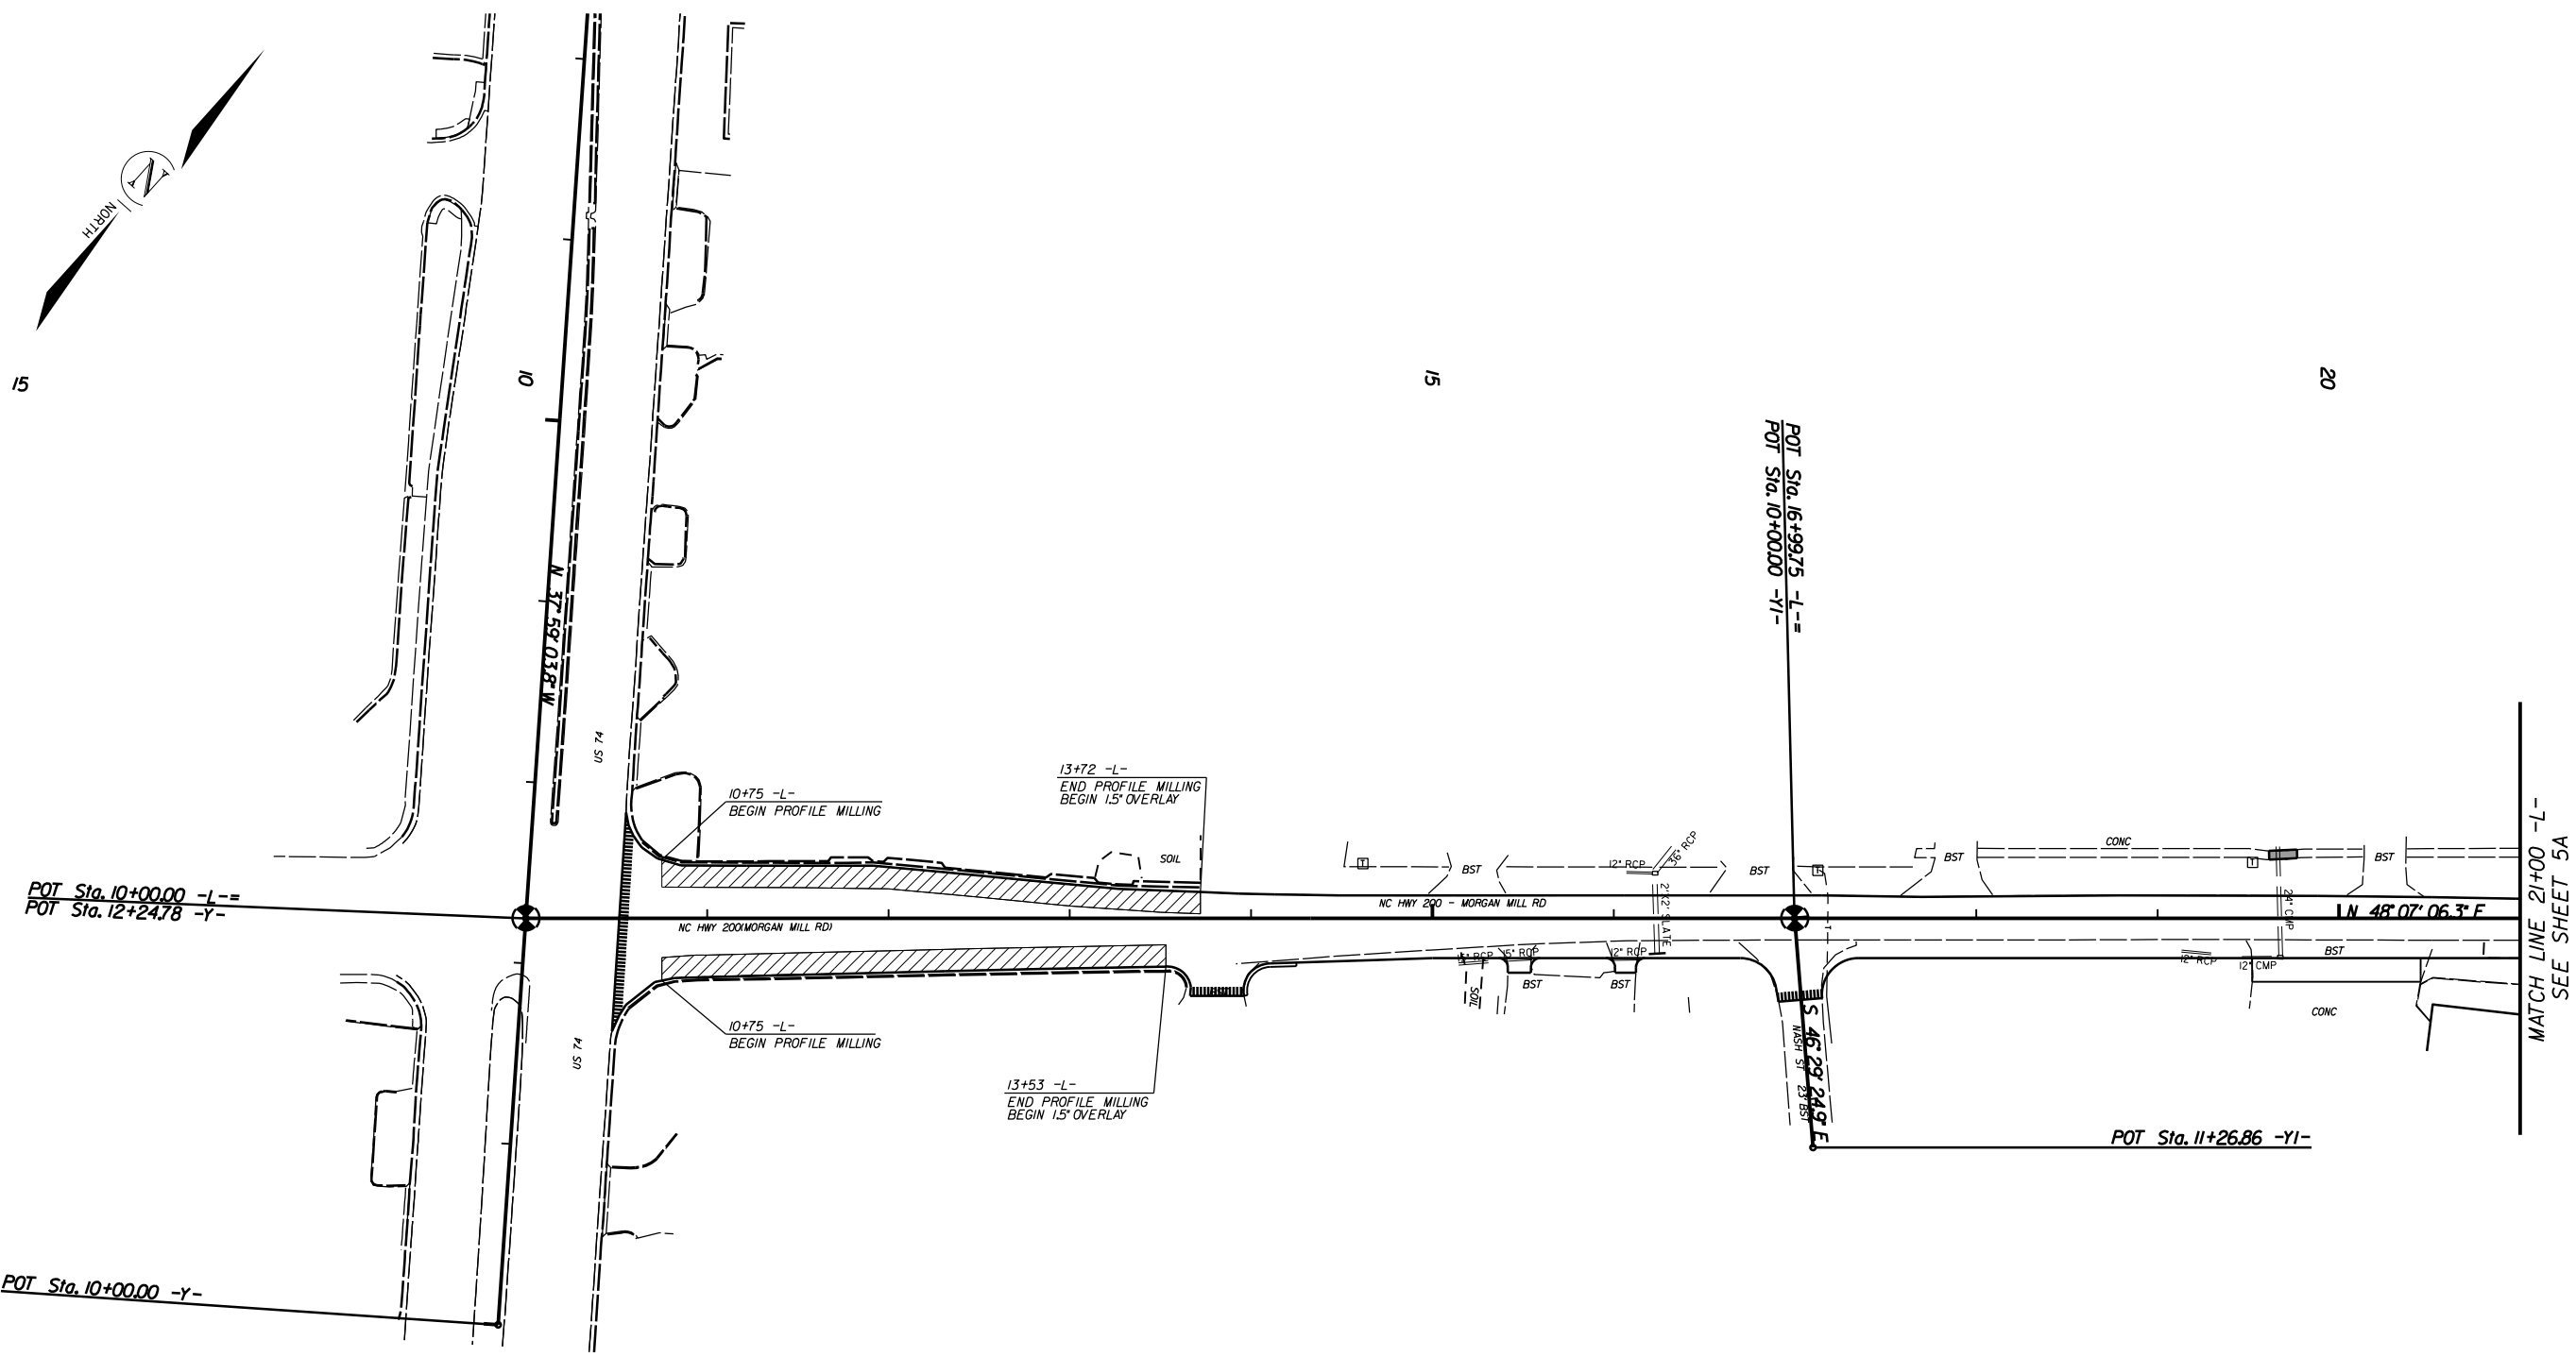 N
NORTH
15
10
15
20
POT Sta. 16+99.75 -L-=
POT Sta. 10+00.00 -Y1-
N 37° 59' 03.8" W
US 74
13+72 -L-
END PROFILE MILLING
BEGIN 1.5" OVERLAY
10+75 -L-
BEGIN PROFILE MILLING
SOIL
T
BST
12" RCP
36" RCP
BST
T
BST
CONC
T
BST
POT Sta. 10+00.00 -L-=
POT Sta. 12+24.78 -Y-
NC HWY 200(MORGAN MILL RD)
NC HWY 200 - MORGAN MILL RD
2'X2' SLATE
24" CMP
N 48° 07' 06.3" E
MATCH LINE 21+00 -L-
SEE SHEET 5A
15" RCP
15" RCP
12" RCP
SOIL
BST
BST
12" RCP
12" CMP
BST
CONC
US 74
10+75 -L-
BEGIN PROFILE MILLING
13+53 -L-
END PROFILE MILLING
BEGIN 1.5" OVERLAY
S 46° 29' 24.9" E
NASH ST 23' BST
POT Sta. 11+26.86 -Y1-
POT Sta. 10+00.00 -Y-